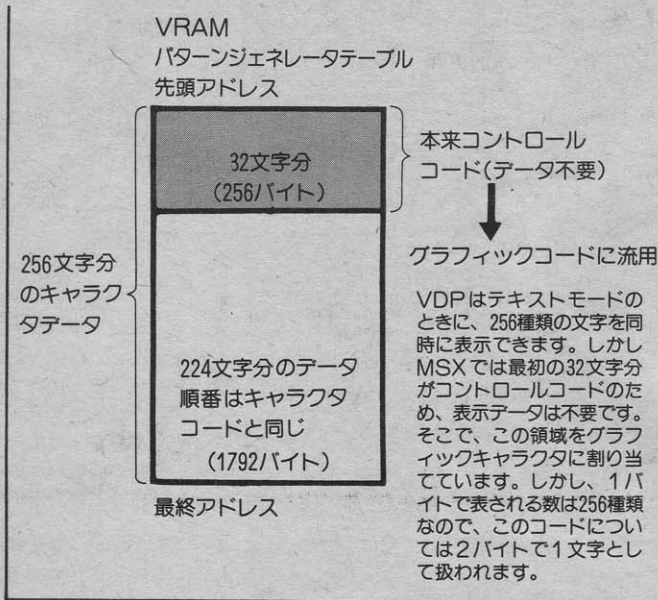 VRAM
パターンジェネレータテーブル
先頭アドレス
32文字分
(256バイト)
本来コントロール
コード(データ不要)
グラフィックコードに流用
256文字分
のキャラク
タデータ
224文字分のデータ
順番はキャラクタ
コードと同じ
(1792バイト)
最終アドレス
VDPはテキストモードの
ときに、256種類の文字を同
時に表示できます。しかし
MSXでは最初の32文字分
がコントロールコードのた
め、表示データは不要です。
そこで、この領域をグラフ
ィックキャラクタに割り当
てています。しかし、1バ
イトで表される数は256種類
なので、このコードについ
ては2バイトで1文字とし
て扱われます。